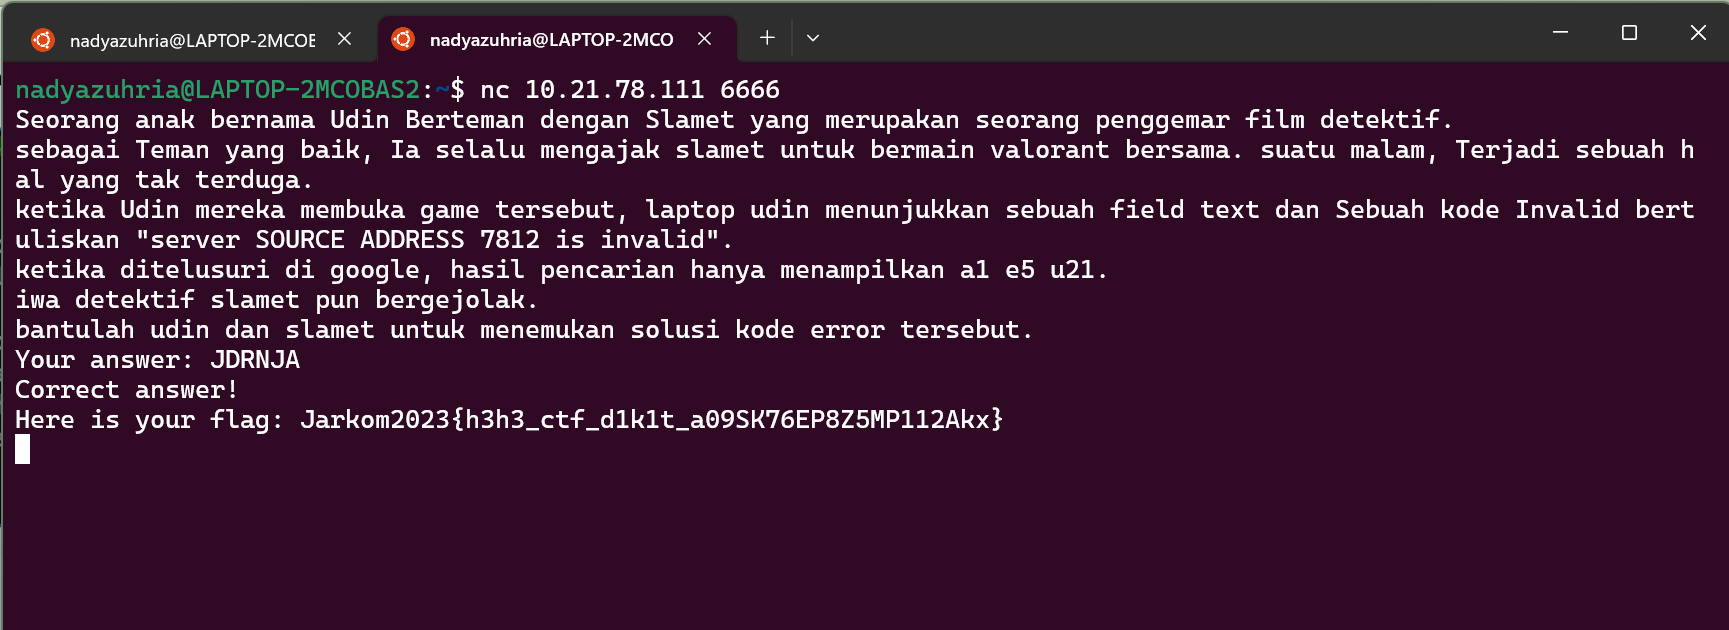 nadyazuhria@LAPTOP-2MCOE
nadyazuhria@LAPTOP-2MCO
nadyazuhria@LAPTOP-2MCOBAS2:~$ nc 10.21.78.111 6666
Seorang anak bernama Udin Berteman dengan Slamet yang merupakan seorang penggemar film detektif.
sebagai Teman yang baik, Ia selalu mengajak slamet untuk bermain valorant bersama. suatu malam, Terjadi sebuah h
al yang tak terduga.
ketika Udin mereka membuka game tersebut, laptop udin menunjukkan sebuah field text dan Sebuah kode Invalid bert
uliskan "server SOURCE ADDRESS 7812 is invalid".
ketika ditelusuri di google, hasil pencarian hanya menampilkan a1 e5 u21.
iwa detektif slamet pun bergejolak.
bantulah udin dan slamet untuk menemukan solusi kode error tersebut.
Your answer: JDRNJA
Correct answer!
Here is your flag: Jarkom2023{h3h3_ctf_d1k1t_a09SK76EP8Z5MP112Akx}